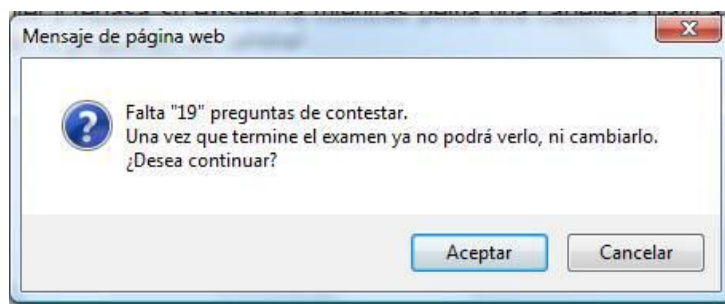 Mensaje de página web
Falta "19" preguntas de contestar.
Una vez que termine el examen ya no podrá verlo, ni cambiarlo.
¿Desea continuar?
Aceptar
Cancelar